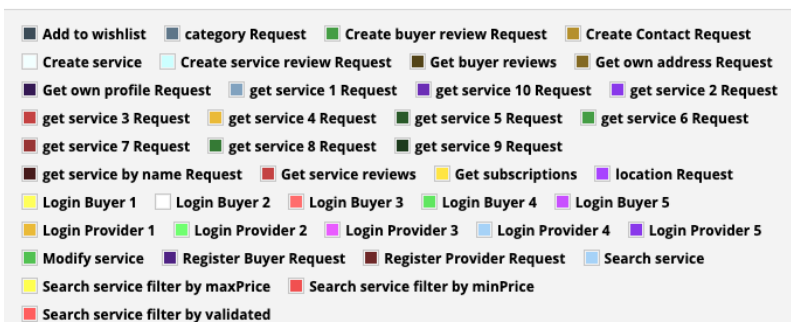 Add to wishlist category Request Create buyer review Request Create Contact Request
Create service Create service review Request Get buyer reviews Get own address Request
Get own profile Request get service 1 Request get service 10 Request get service 2 Request
get service 3 Request get service 4 Request get service 5 Request get service 6 Request
get service 7 Request get service 8 Request get service 9 Request
get service by name Request Get service reviews Get subscriptions location Request
Login Buyer 1 Login Buyer 2 Login Buyer 3 Login Buyer 4 Login Buyer 5
Login Provider 1 Login Provider 2 Login Provider 3 Login Provider 4 Login Provider 5
Modify service Register Buyer Request Register Provider Request Search service
Search service filter by maxPrice Search service filter by minPrice
Search service filter by validated